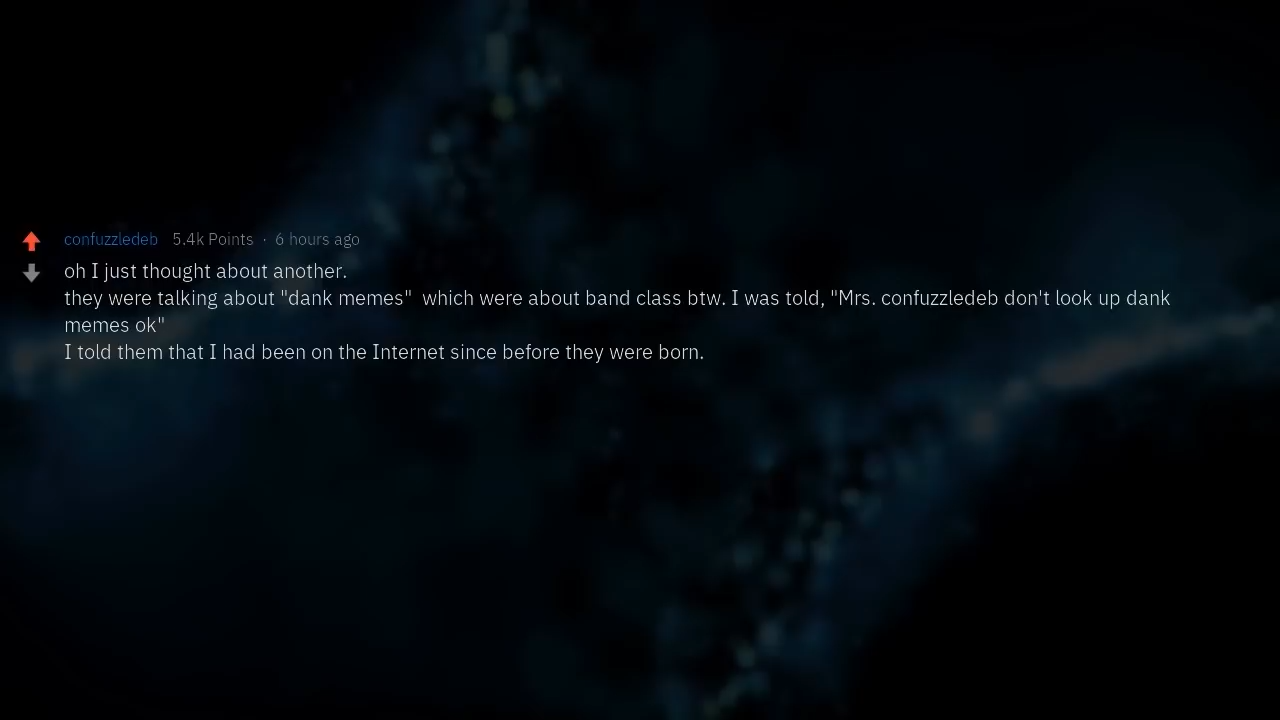 confuzzledeb 5.4k Points · 6 hours ago
oh I just thought about another.
they were talking about "dank memes"  which were about band class btw. I was told, "Mrs. confuzzledeb don't look up dank
memes ok"
I told them that I had been on the Internet since before they were born.